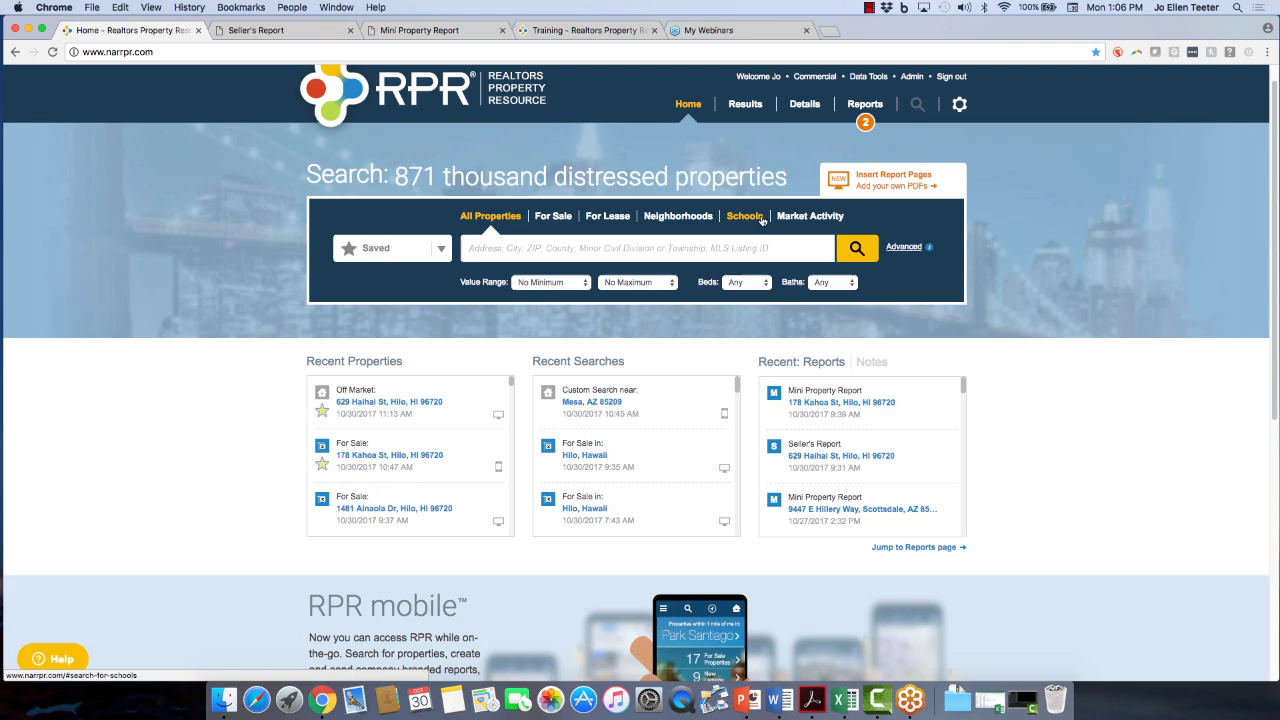 Chrome File Edit View History Bookmarks People Window Help 100% Mon 1:06 PM Jo Ellen Teeter
Home - Realtors Property Res Seller's Report Mini Property Report Training - Realtors Property R My Webinars
www.narrpr.com
RPR® REALTORS PROPERTY RESOURCE
Welcome Jo • Commercial • Data Tools • Admin • Sign out
Home Results Details Reports
2
Search: 871 thousand distressed properties
NEW Insert Report Pages
Add your own PDFs →
All Properties For Sale For Lease Neighborhoods Schools Market Activity
Saved
Address; City; ZIP; County; Minor Civil Division or Township; MLS Listing ID
Advanced i
Value Range: No Minimum No Maximum Beds: Any Baths: Any
Recent Properties
Off Market:
629 Haihai St, Hilo, HI 96720
10/30/2017 11:13 AM
For Sale:
178 Kahoa St, Hilo, HI 96720
10/30/2017 10:47 AM
For Sale:
1481 Ainaola Dr, Hilo, HI 96720
10/30/2017 9:37 AM
Recent Searches
Custom Search near:
Mesa, AZ 85209
10/30/2017 10:45 AM
For Sale in:
Hilo, Hawaii
10/30/2017 9:35 AM
For Sale in:
Hilo, Hawaii
10/30/2017 7:43 AM
Recent: Reports Notes
M Mini Property Report
178 Kahoa St, Hilo, HI 96720
10/30/2017 9:39 AM
S Seller's Report
629 Haihai St, Hilo, HI 96720
10/30/2017 9:31 AM
M Mini Property Report
9447 E Hillery Way, Scottsdale, AZ 85...
10/27/2017 2:32 PM
Jump to Reports page →
RPR mobile™
Now you can access RPR while on-
the-go. Search for properties, create
and send company branded reports,
Properties within 1 mile of me in:
Park Santiago
17 For Sale
Properties
9 New
Help
www.narrpr.com/#search-for-schools
OCT
30